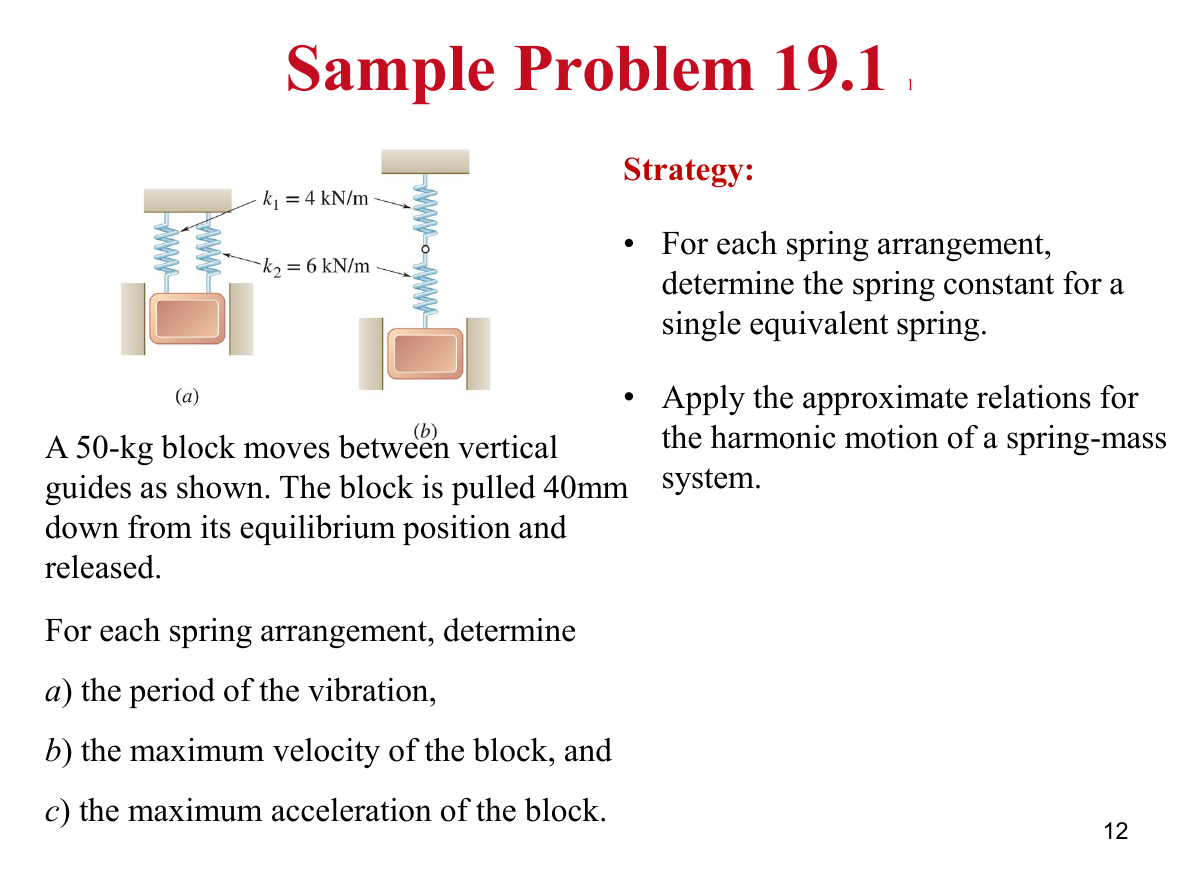 Sample Problem 19.1 1
k1 = 4 kN/m
k2 = 6 kN/m
(a)
(b)
A 50-kg block moves between vertical
guides as shown. The block is pulled 40mm
down from its equilibrium position and
released.
For each spring arrangement, determine
a) the period of the vibration,
b) the maximum velocity of the block, and
c) the maximum acceleration of the block.
Strategy:
• For each spring arrangement,
determine the spring constant for a
single equivalent spring.
• Apply the approximate relations for
the harmonic motion of a spring-mass
system.
12